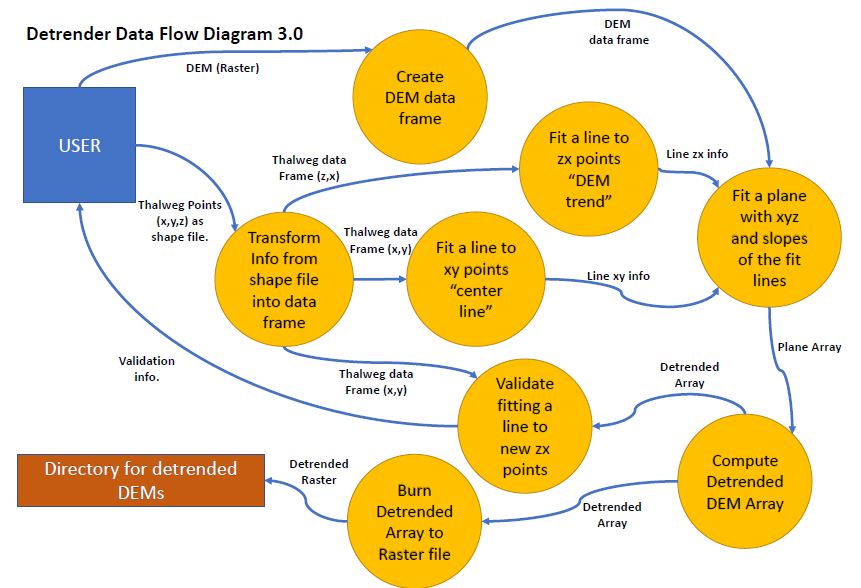 Detrender Data Flow Diagram 3.0
DEM
data frame
DEM (Raster)
Create
DEM data
frame
USER
Thalweg data
Frame (z,x)
Fit a line to
zx points
“DEM
trend”
Line zx info
Fit a plane
with xyz
and slopes
of the fit
lines
Thalweg Points
(x,y,z) as
shape file.
Transform
Info from
shape file
into data
frame
Thalweg data
Frame (x,y)
Fit a line to
xy points
“center
line”
Line xy info
Validation
info.
Thalweg data
Frame (x,y)
Validate
fitting a
line to
new zx
points
Detrended
Array
Plane Array
Directory for detrended
DEMs
Detrended
Raster
Burn
Detrended
Array to
Raster file
Detrended
Array
Compute
Detrended
DEM Array